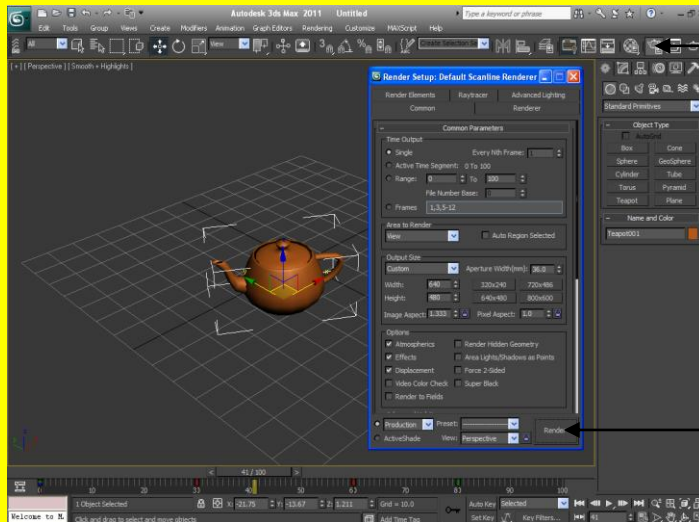 Autodesk 3ds Max 2011 Untitled
Type a keyword or phrase
Edit Tools Group Views Create Modifiers Animation Graph Editors Rendering Customize MAXScript Help
All View Create Selection Se
[ + ] [ Perspective ] [ Smooth + Highlights ]
Render Setup: Default Scanline Renderer
Render Elements Raytracer Advanced Lighting
Common Renderer
Common Parameters
Time Output
Single Every Nth Frame: 1
Active Time Segment: 0 To 100
Range: 0 To 100
File Number Base: 0
Frames 1,3,5-12
Area to Render
View Auto Region Selected
Output Size
Custom Aperture Width(mm): 36.0
Width: 640 320x240 720x486
Height: 480 640x480 800x600
Image Aspect: 1.333 Pixel Aspect: 1.0
Options
Atmospherics Render Hidden Geometry
Effects Area Lights/Shadows as Points
Displacement Force 2-Sided
Video Color Check Super Black
Render to Fields
Production Preset:
ActiveShade View: Perspective
Render
Standard Primitives
Object Type
AutoGrid
Box Cone
Sphere GeoSphere
Cylinder Tube
Torus Pyramid
Teapot Plane
Name and Color
Teapot001
41 / 100
0 10 20 30 40 50 60 70 80 90 100
1 Object Selected X: -21.75 Y: -13.67 Z: 1.211 Grid = 10.0 Auto Key Selected
Welcome to M. Click and drag to select and move objects Add Time Tag Set Key Key Filters... 41